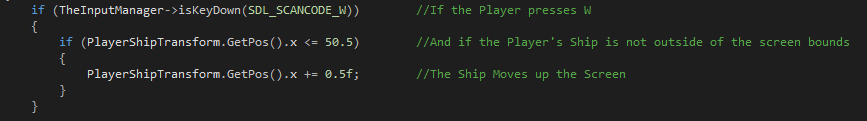 if (TheInputManager->isKeyDown(SDL_SCANCODE_W)) //If the Player presses W
{
if (PlayerShipTransform.GetPos().x <= 50.5) //And if the Player's Ship is not outside of the screen bounds
{
PlayerShipTransform.GetPos().x += 0.5f; //The Ship Moves up the Screen
}
}